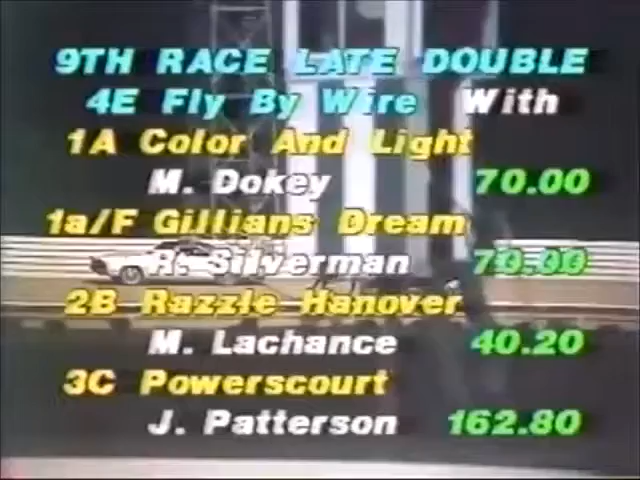 9TH RACE LATE DOUBLE
4E Fly By Wire With
1A Color And Light
M. Dokey 70.00
1a/F Gillians Dream
R. Silverman 70.00
2B Razzle Hanover
M. Lachance 40.20
3C Powerscourt
J. Patterson 162.80